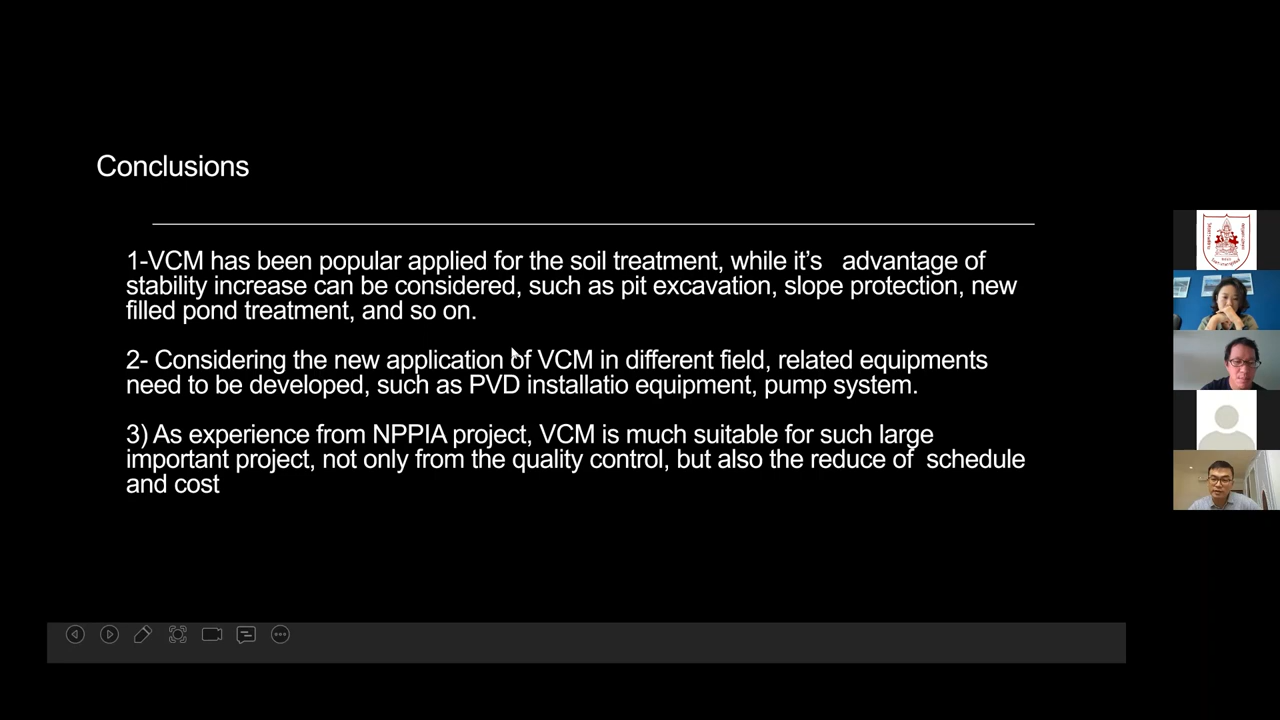 Conclusions
1-VCM has been popular applied for the soil treatment, while it's advantage of
stability increase can be considered, such as pit excavation, slope protection, new
filled pond treatment, and so on.
2- Considering the new application of VCM in different field, related equipments
need to be developed, such as PVD installatio equipment, pump system.
3) As experience from NPPIA project, VCM is much suitable for such large
important project, not only from the quality control, but also the reduce of schedule
and cost